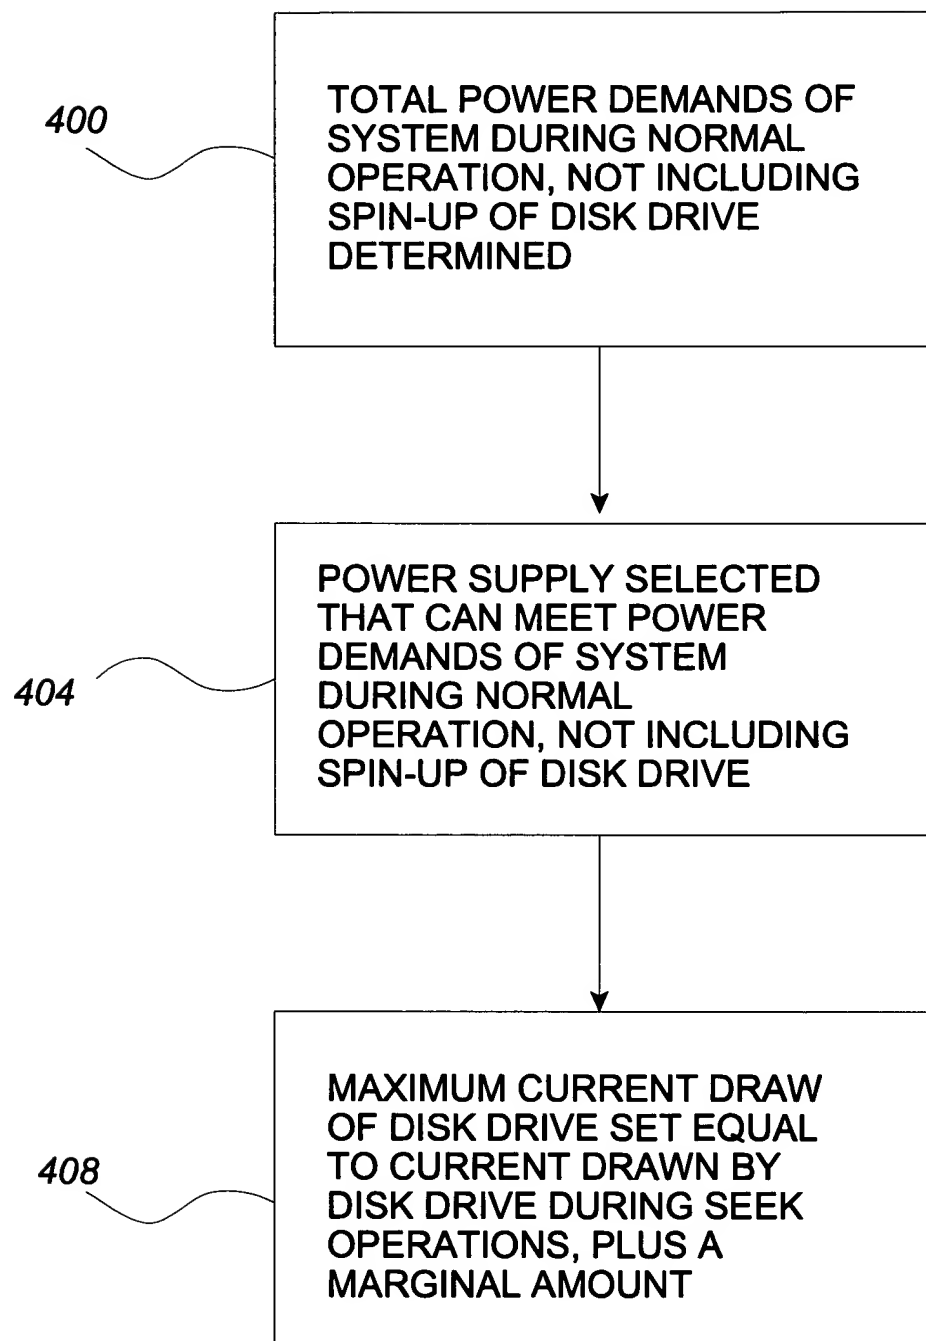 400
TOTAL POWER DEMANDS OF
SYSTEM DURING NORMAL
OPERATION, NOT INCLUDING
SPIN-UP OF DISK DRIVE
DETERMINED
404
POWER SUPPLY SELECTED
THAT CAN MEET POWER
DEMANDS OF SYSTEM
DURING NORMAL
OPERATION, NOT INCLUDING
SPIN-UP OF DISK DRIVE
408
MAXIMUM CURRENT DRAW
OF DISK DRIVE SET EQUAL
TO CURRENT DRAWN BY
DISK DRIVE DURING SEEK
OPERATIONS, PLUS A
MARGINAL AMOUNT